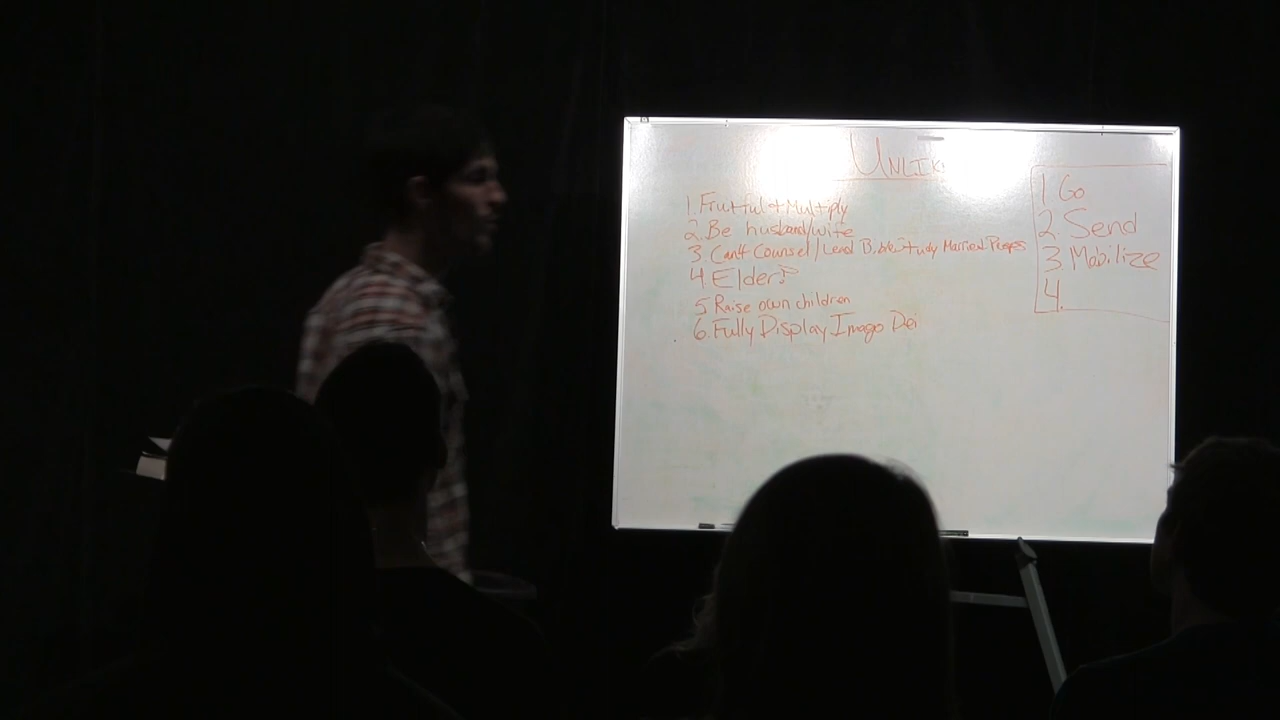 UNLIK
1. Fruitful + Multiply
2. Be husband/wife
3. Can't Counsel/Lead Bible Study Married Peeps
4. Elder?
5 Raise own children
6. Fully Display Imago Dei
1 Go
2 Send
3 Mobilize
4.